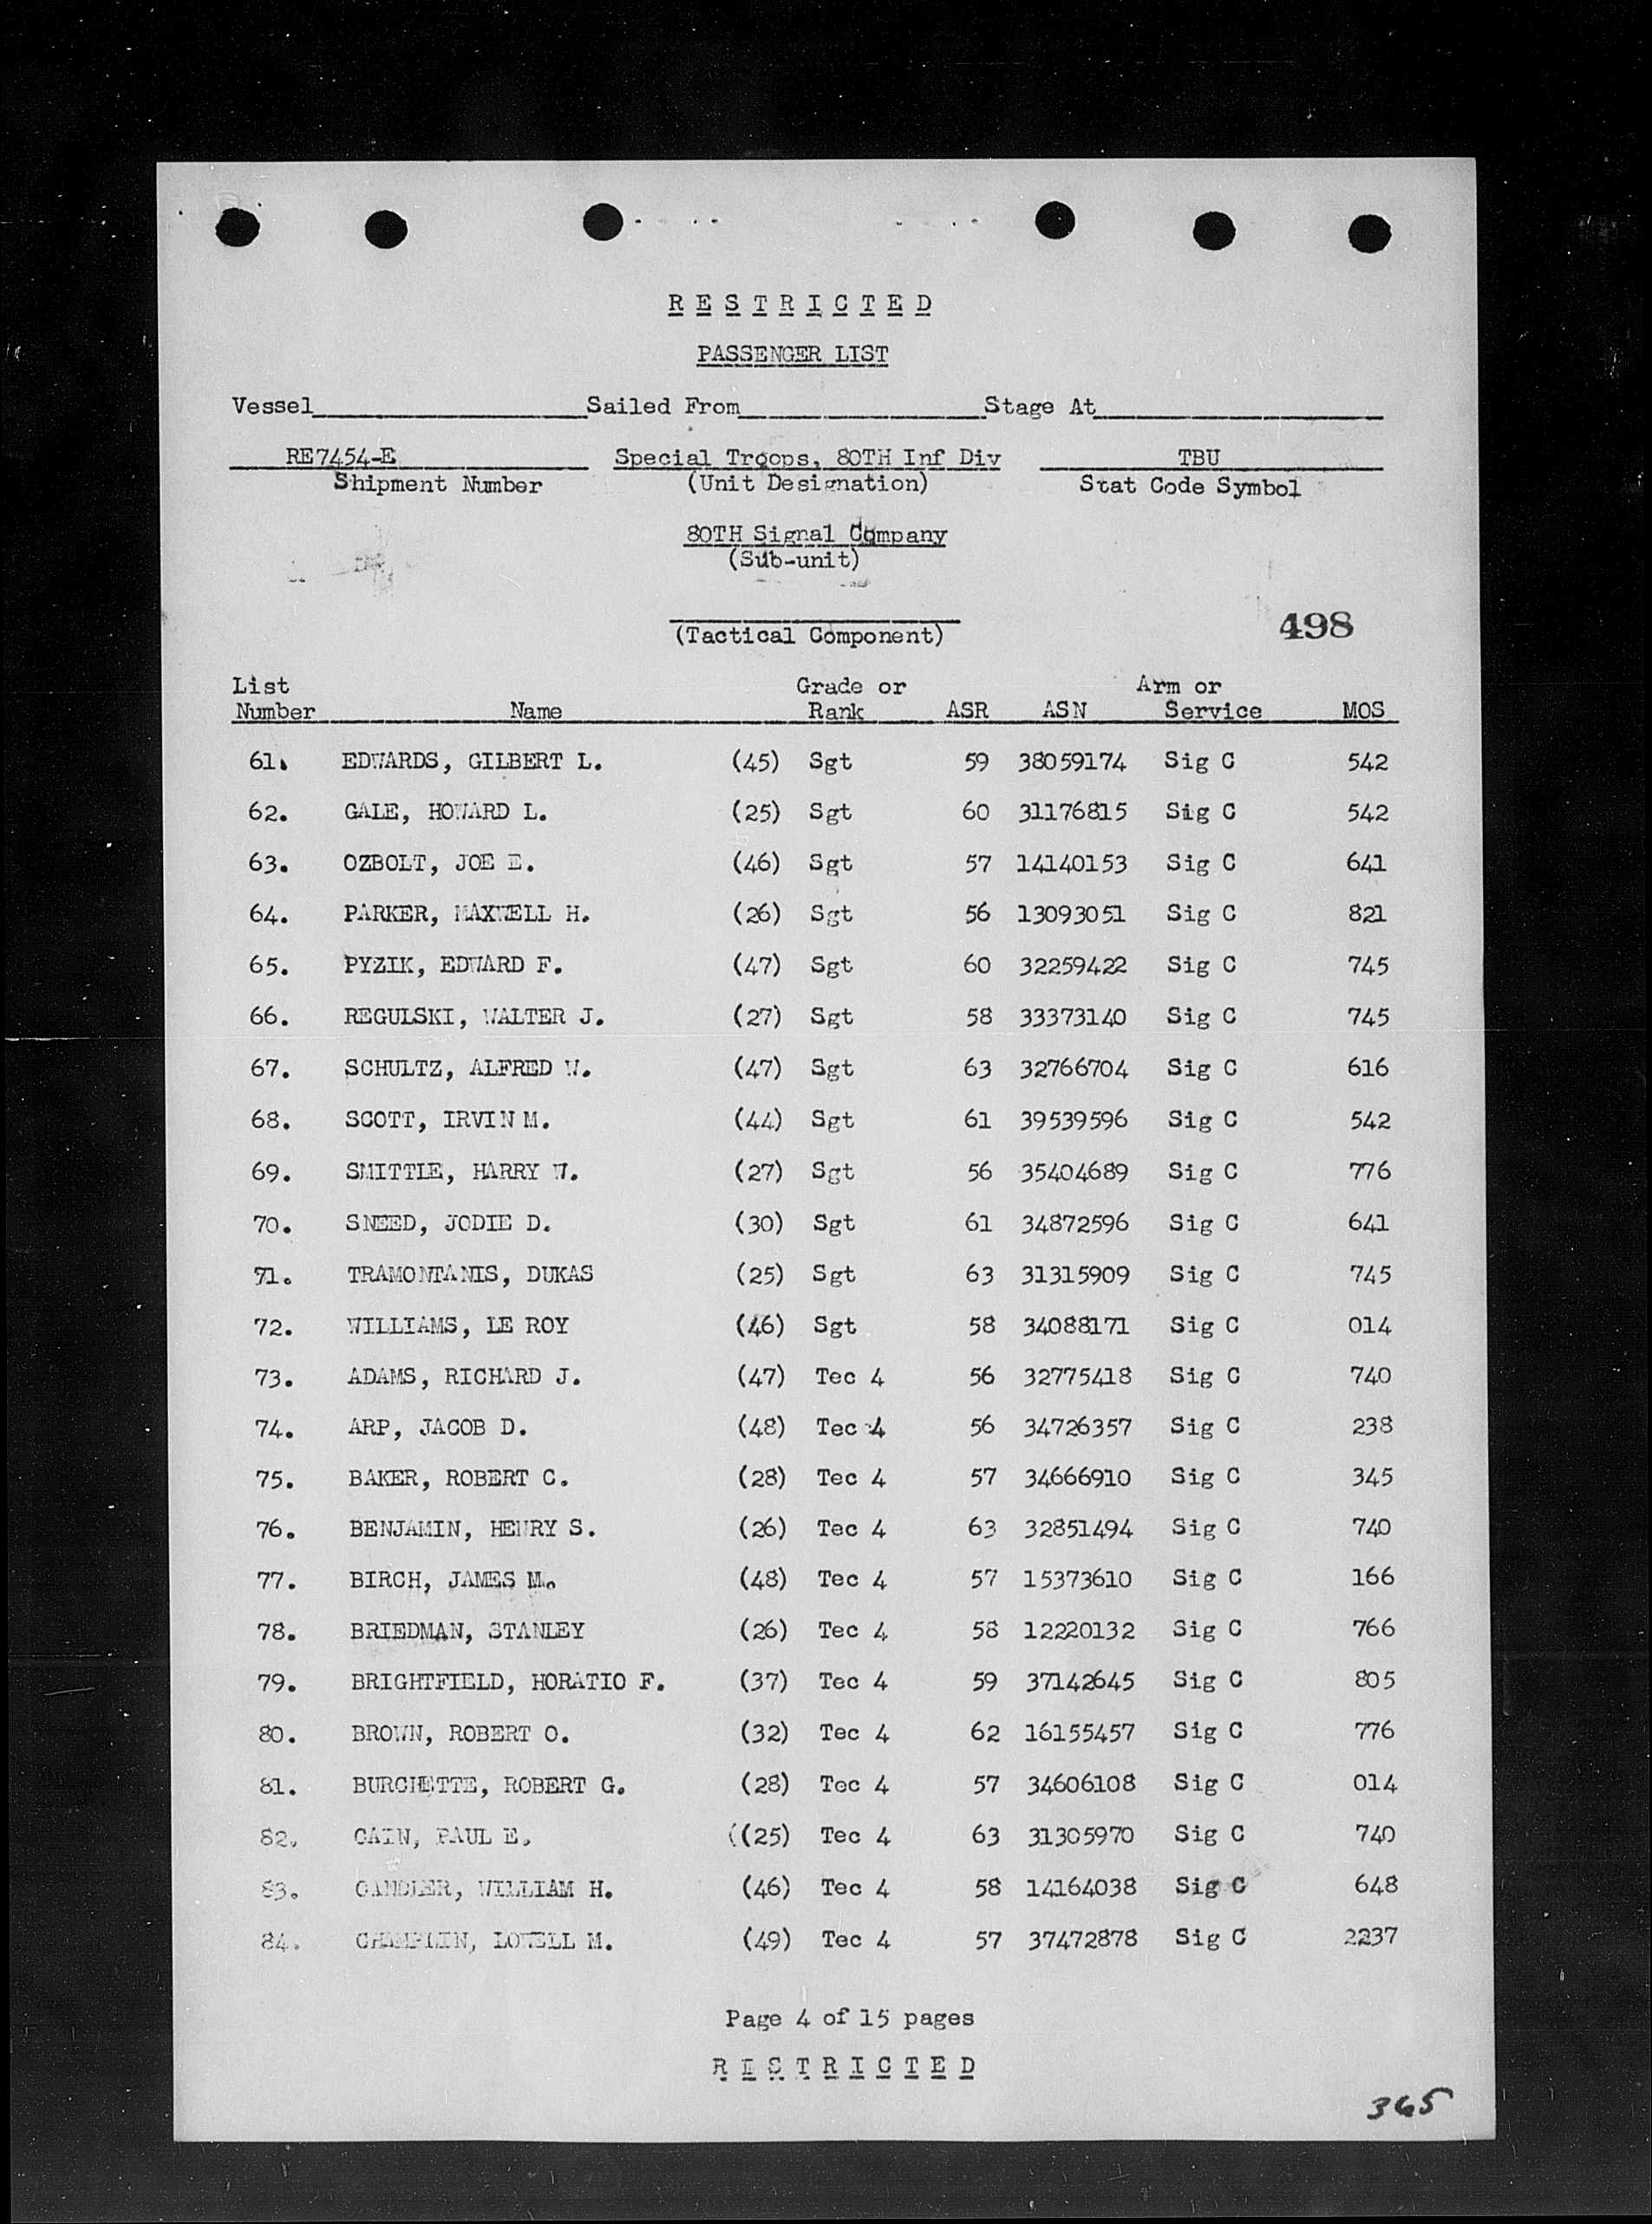 RESTRICTED
PASSENGER LIST
Vessel Sailed From Stage At
RE7454-E Special Troops, 80TH Inf Div TBU
Shipment Number (Unit Designation) Stat Code Symbol
80TH Signal Company
(Sub-unit)
(Tactical Component) 498
List Grade or Arm or
Number Name Rank ASR ASN Service MOS
61. EDWARDS, GILBERT L. (45) Sgt 59 38059174 Sig C 542
62. GALE, HOWARD L. (25) Sgt 60 31176815 Sig C 542
63. OZBOLT, JOE E. (46) Sgt 57 14140153 Sig C 641
64. PARKER, MAXWELL H. (26) Sgt 56 13093051 Sig C 821
65. PYZIK, EDWARD F. (47) Sgt 60 32259422 Sig C 745
66. REGULSKI, WALTER J. (27) Sgt 58 33373140 Sig C 745
67. SCHULTZ, ALFRED W. (47) Sgt 63 32766704 Sig C 616
68. SCOTT, IRVIN M. (44) Sgt 61 39539596 Sig C 542
69. SMITTLE, HARRY W. (27) Sgt 56 35404689 Sig C 776
70. SNEED, JODIE D. (30) Sgt 61 34872596 Sig C 641
71. TRAMONTANIS, DUKAS (25) Sgt 63 31315909 Sig C 745
72. WILLIAMS, LE ROY (46) Sgt 58 34088171 Sig C 014
73. ADAMS, RICHARD J. (47) Tec 4 56 32775418 Sig C 740
74. ARP, JACOB D. (48) Tec 4 56 34726357 Sig C 238
75. BAKER, ROBERT C. (28) Tec 4 57 34666910 Sig C 345
76. BENJAMIN, HENRY S. (26) Tec 4 63 32851494 Sig C 740
77. BIRCH, JAMES M. (48) Tec 4 57 15373610 Sig C 166
78. BRIEDMAN, STANLEY (26) Tec 4 58 12220132 Sig C 766
79. BRIGHTFIELD, HORATIO F. (37) Tec 4 59 37142645 Sig C 805
80. BROWN, ROBERT O. (32) Tec 4 62 16155457 Sig C 776
81. BURCHETTE, ROBERT G. (28) Tec 4 57 34606108 Sig C 014
82. CAIN, PAUL E. ((25) Tec 4 63 31305970 Sig C 740
83. WILLIAM H. (46) Tec 4 58 14164038 Sig C 648
84. CHAMPLIN, LOWELL M. (49) Tec 4 57 37472878 Sig C 2237
Page 4 of 15 pages
RESTRICTED
365